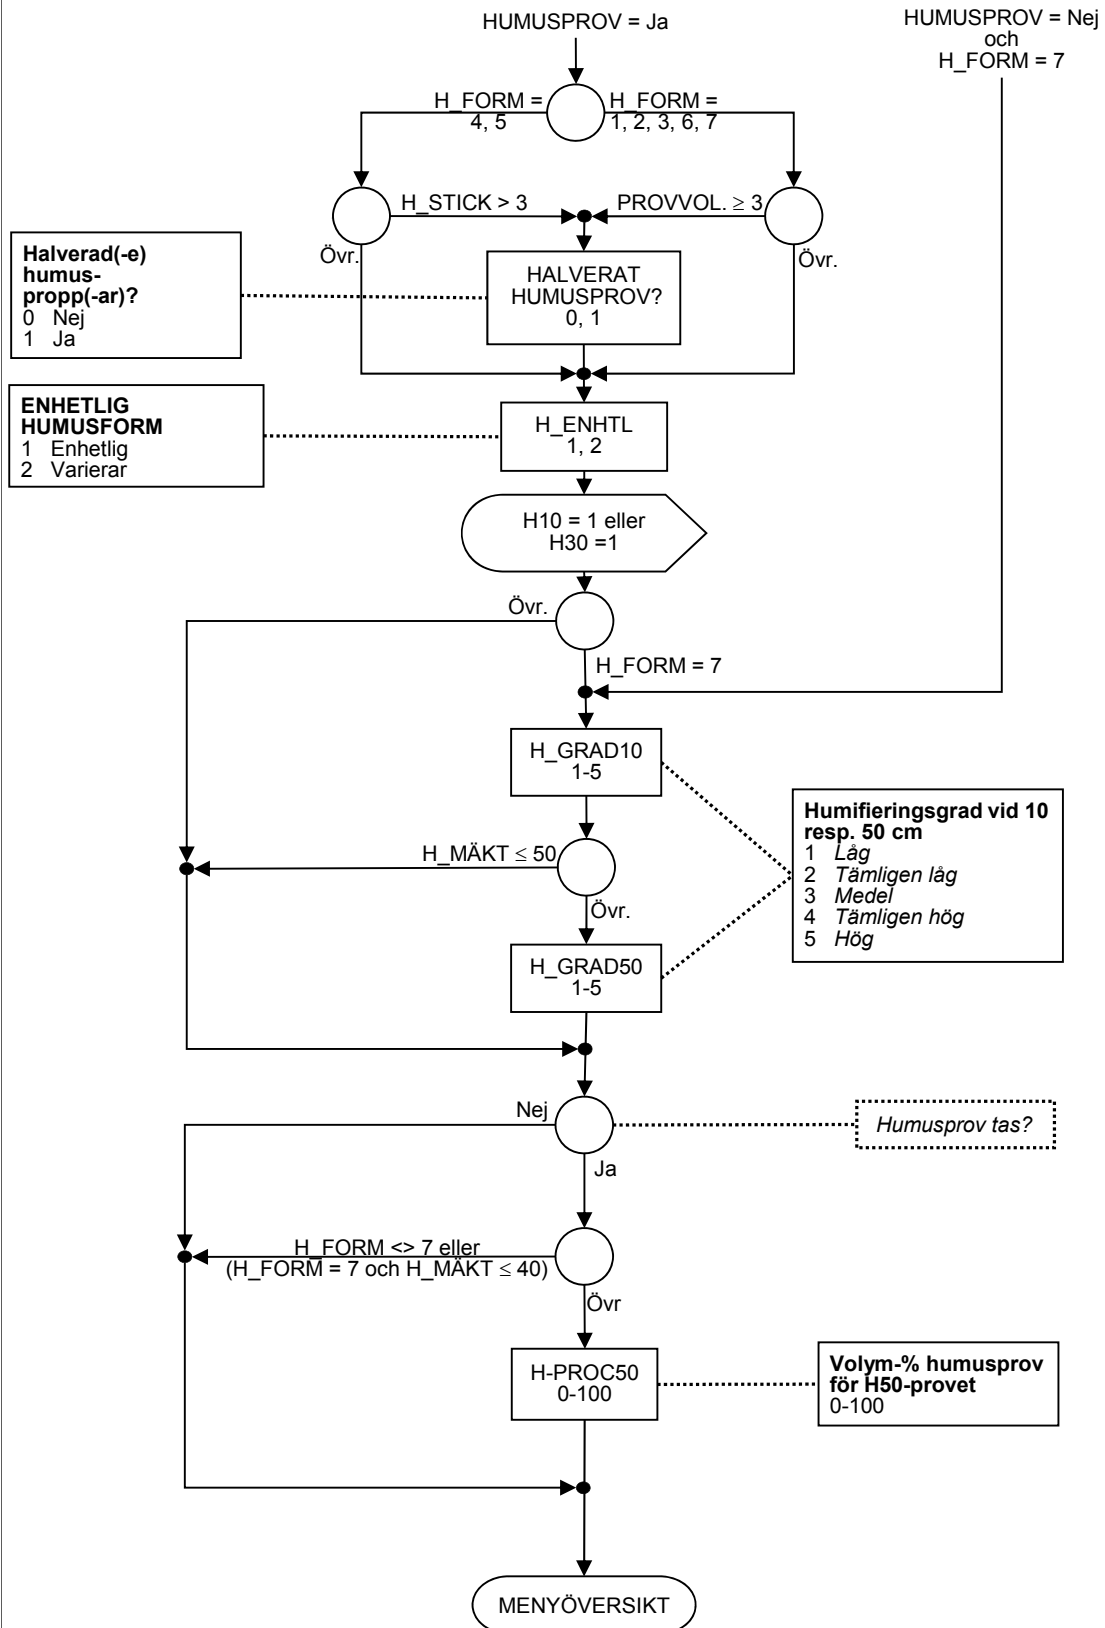 HUMUSPROV = Ja
HUMUSPROV = Nej
och
H_FORM = 7
H_FORM =
4, 5
H_FORM =
1, 2, 3, 6, 7
H_STICK > 3
PROVVOL. ≥ 3
Övr.
Övr.
Halverad(-e)
humus-
propp(-ar)?
0 Nej
1 Ja
HALVERAT
HUMUSPROV?
0, 1
ENHETLIG
HUMUSFORM
1 Enhetlig
2 Varierar
H_ENHTL
1, 2
H10 = 1 eller
H30 =1
Övr.
H_FORM = 7
H_GRAD10
1-5
Humifieringsgrad vid 10
resp. 50 cm
1 Låg
2 Tämligen låg
3 Medel
4 Tämligen hög
5 Hög
H_MÄKT ≤ 50
Övr.
H_GRAD50
1-5
Nej
Humusprov tas?
Ja
H_FORM <> 7 eller
(H_FORM = 7 och H_MÄKT ≤ 40)
Övr
H-PROC50
0-100
Volym-% humusprov
för H50-provet
0-100
MENYÖVERSIKT